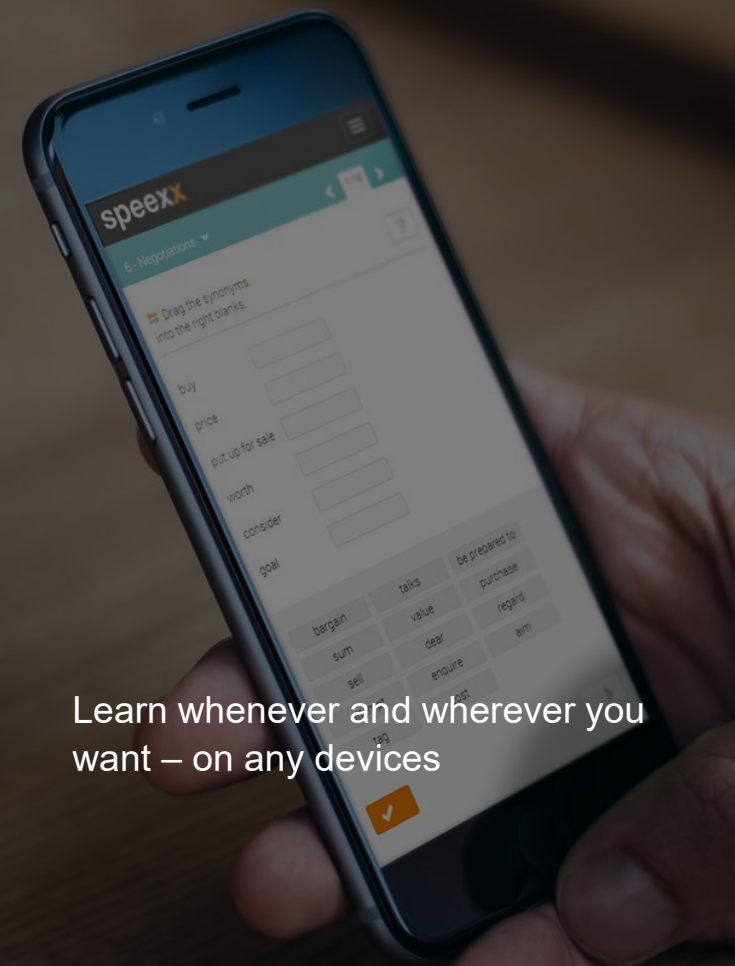 speexx
6 - Negotiations
Drag the synonyms
into the right blanks.
?
buy
price
put up for sale
worth
consider
goal
bargain talks be prepared to
sum value purchase
sell dear regard
enquire aim
tag
Learn whenever and wherever you
want – on any devices